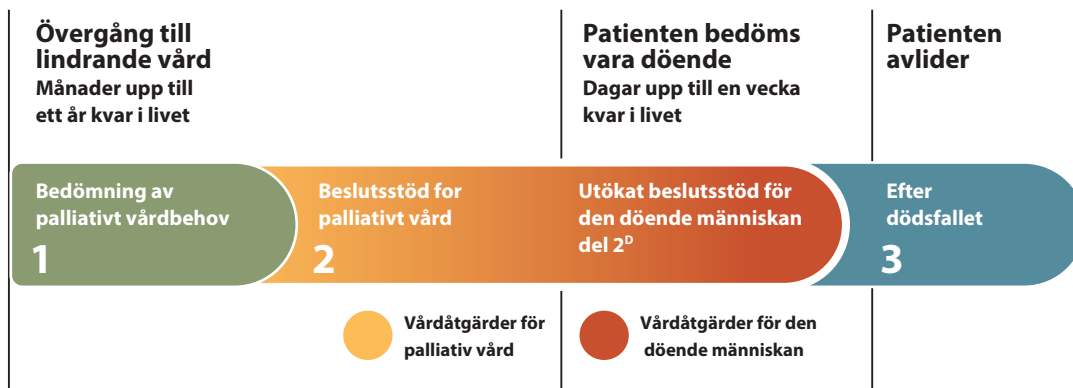 Övergång till
lindrande vård
Månader upp till
ett år kvar i livet
Patienten bedöms
vara döende
Dagar upp till en vecka
kvar i livet
Patienten
avlider
Bedömning av
palliativt vårdbehov
1
Beslutsstöd for
palliativt vård
2
Utökat beslutsstöd för
den döende människan
del 2ᴰ
Efter
dödsfallet
3
Vårdåtgärder för
palliativ vård
Vårdåtgärder för den
döende människan